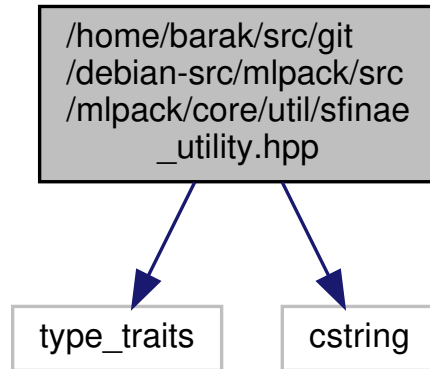 /home/barak/src/git
/debian-src/mlpack/src
/mlpack/core/util/sfinae
_utility.hpp
type_traits
cstring